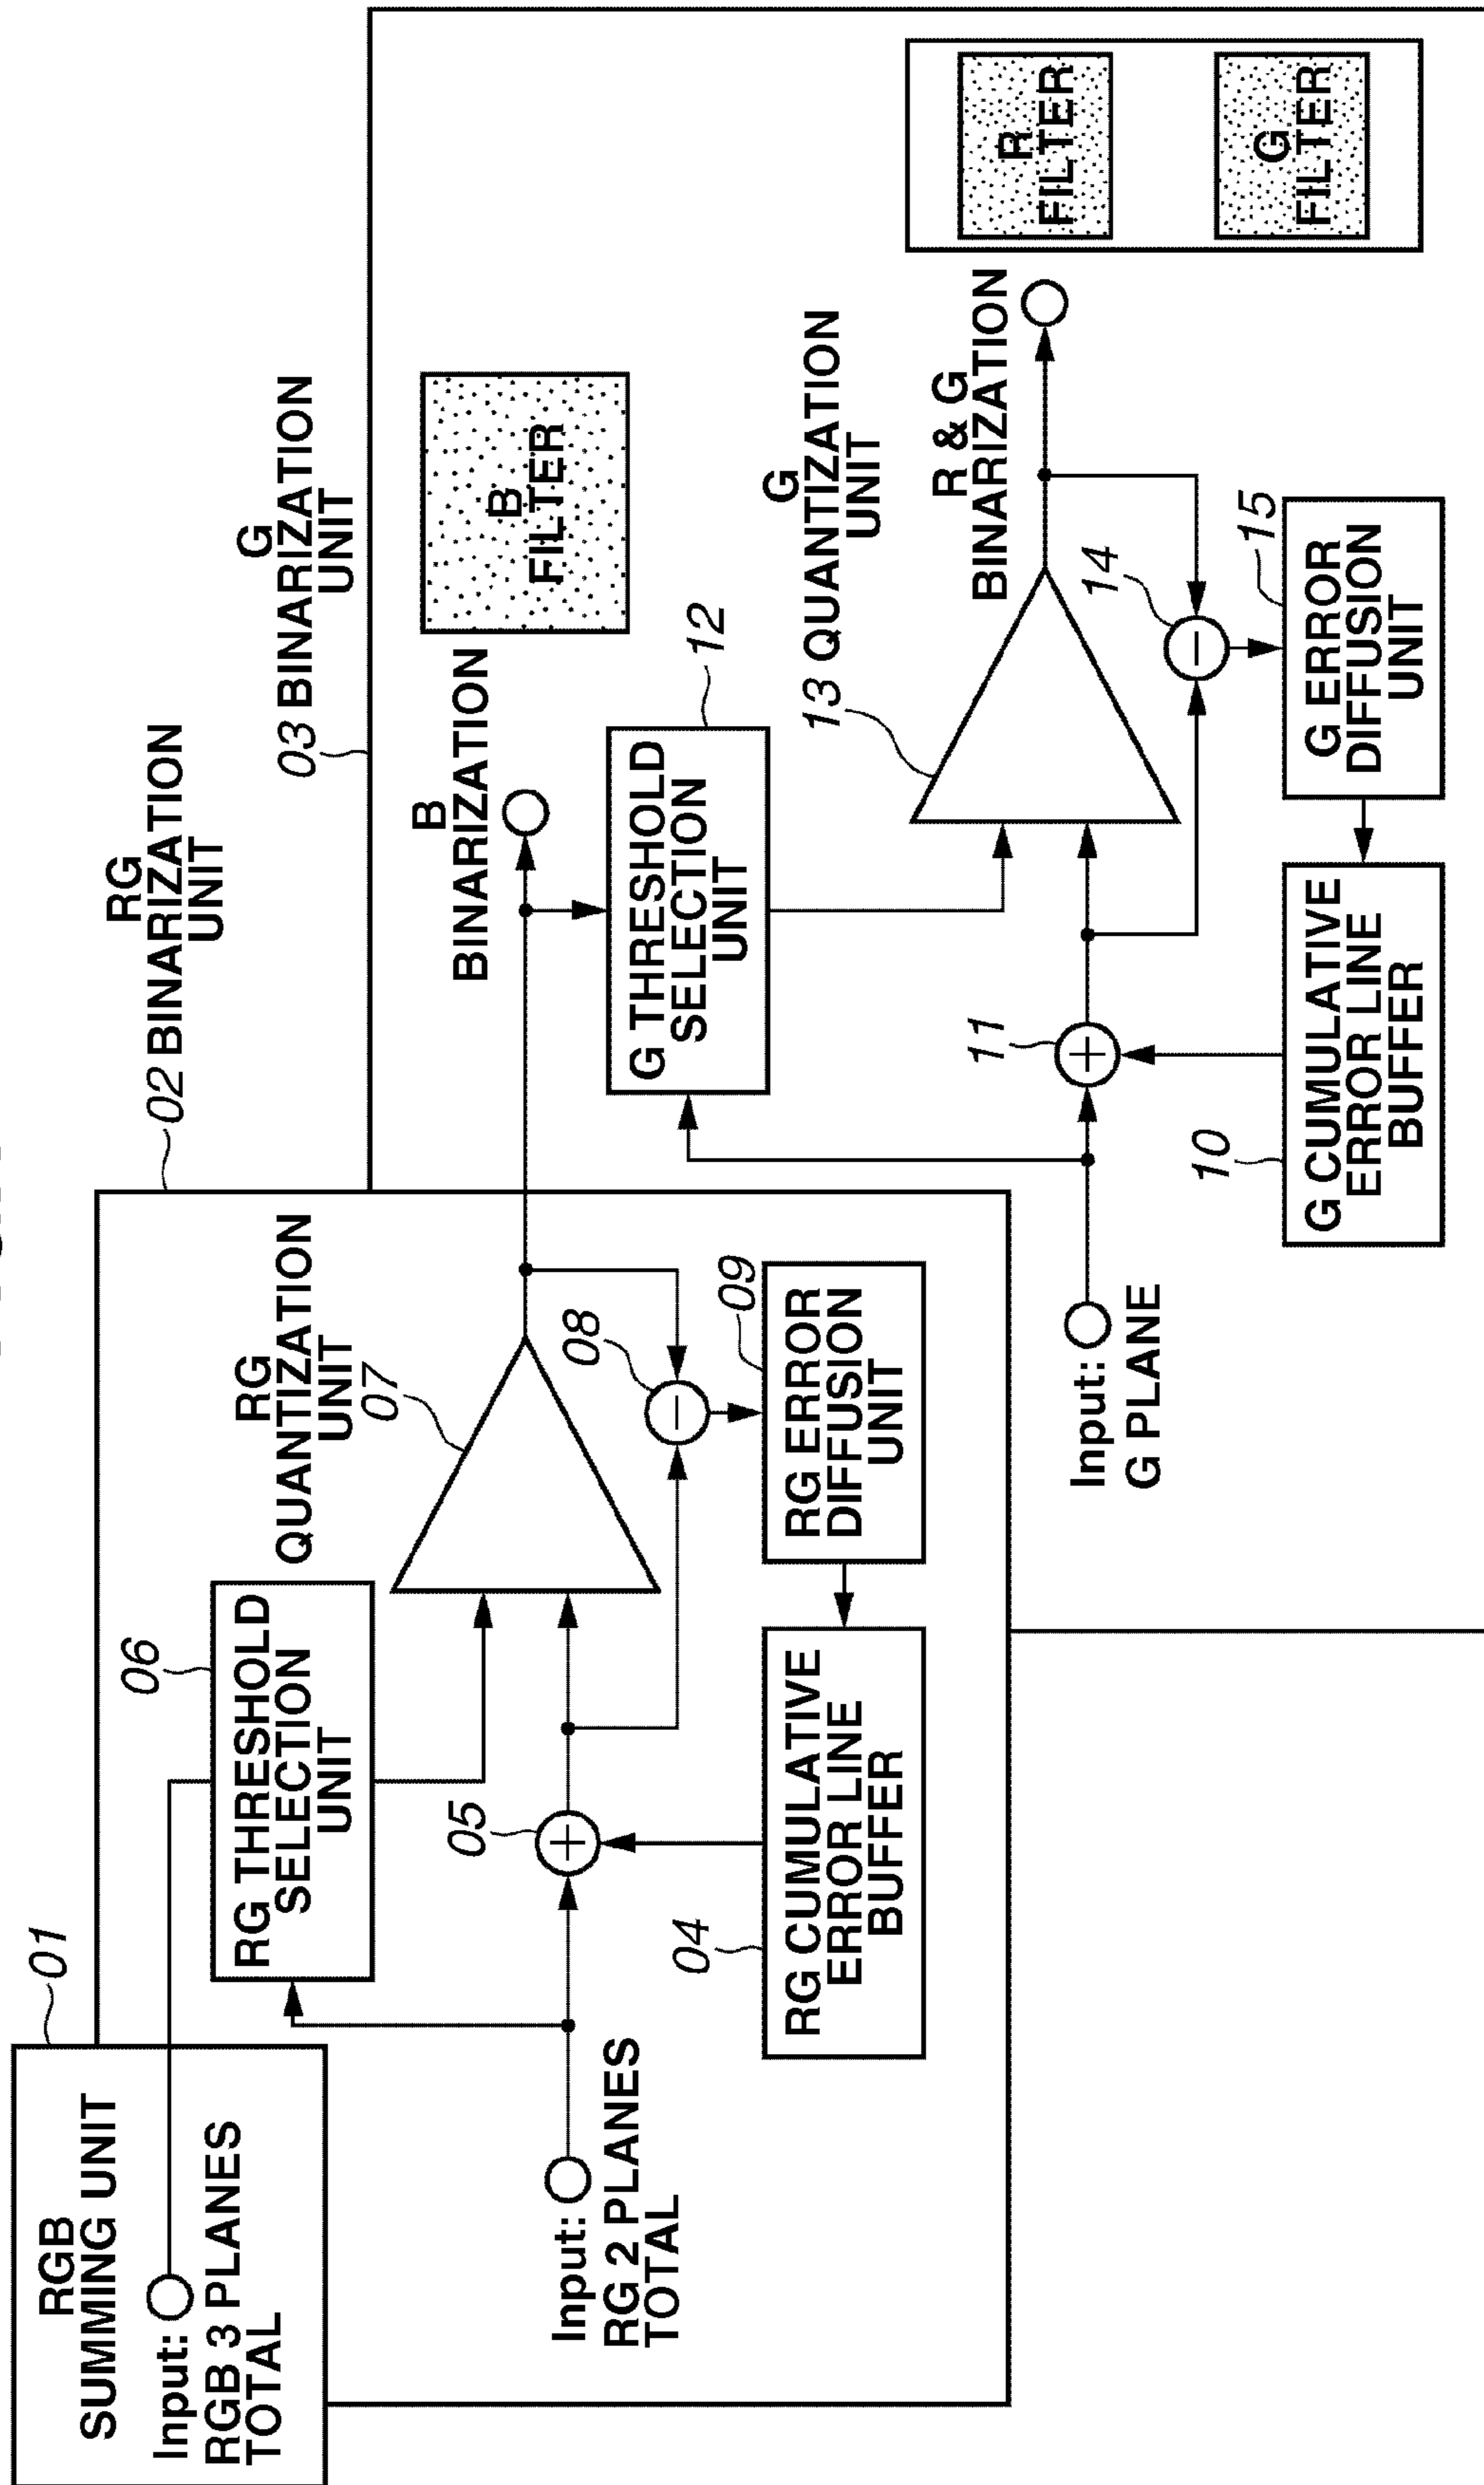 RGB
SUMMING UNIT
01
Input:
RGB 3 PLANES
TOTAL
RG
02 BINARIZATION
UNIT
06
RG THRESHOLD
SELECTION
UNIT
RG
QUANTIZATION
UNIT
07
Input:
RG 2 PLANES
TOTAL
05
08
04
RG CUMULATIVE
ERROR LINE
BUFFER
09
RG ERROR
DIFFUSION
UNIT
G
03 BINARIZATION
UNIT
B
BINARIZATION
B
FILTER
G THRESHOLD
SELECTION
UNIT
12
G
13 QUANTIZATION
UNIT
R & G
BINARIZATION
R
FILTER
G
FILTER
Input:
G PLANE
11
14
10
G CUMULATIVE
ERROR LINE
BUFFER
15
G ERROR
DIFFUSION
UNIT